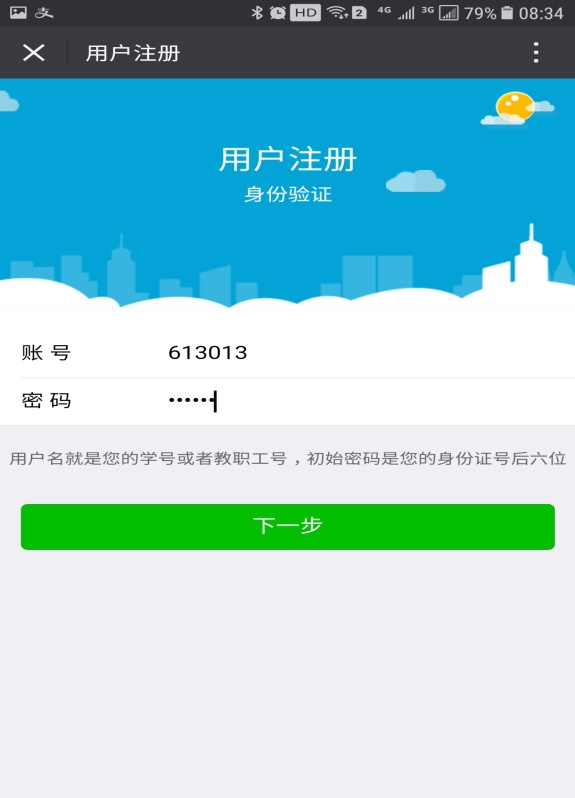 HD 2 4G 3G 79% 08:34
用户注册
用户注册
身份验证
账 号 613013
密 码 ••••••
用户名就是您的学号或者教职工号，初始密码是您的身份证号后六位
下一步